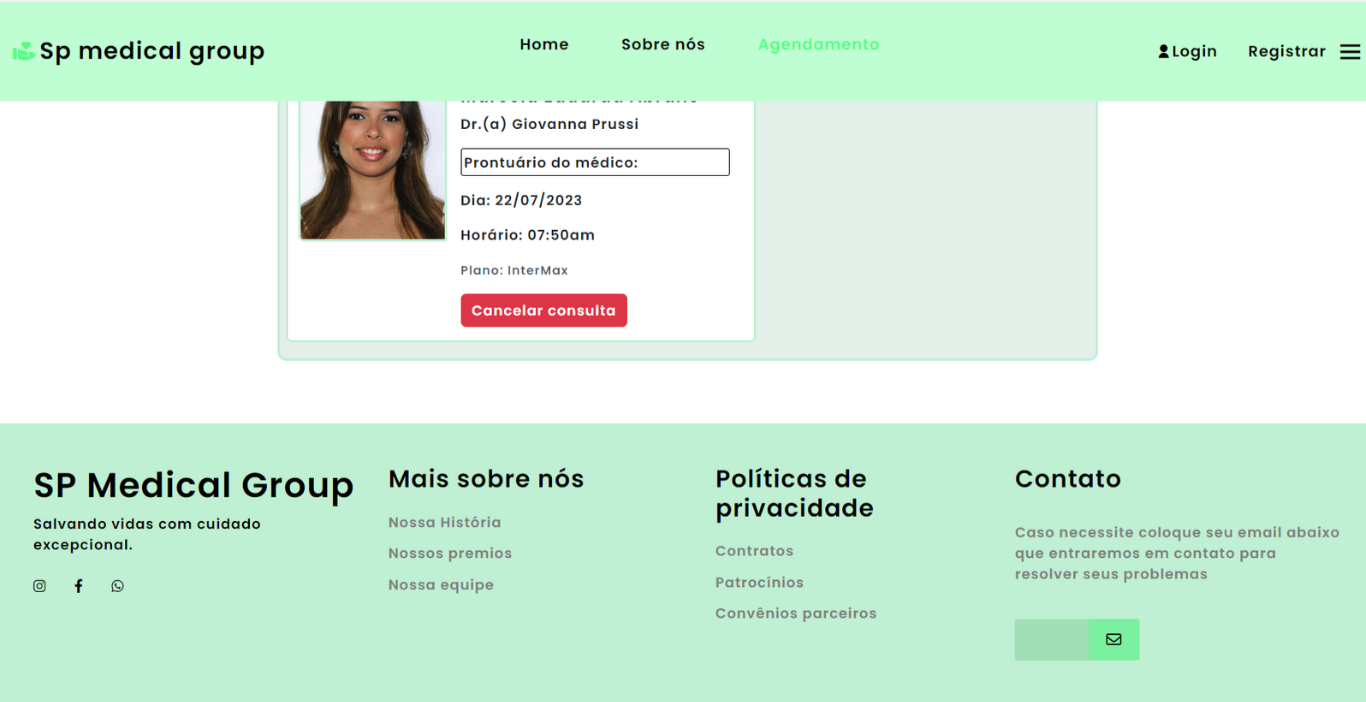 Sp medical group
Home
Sobre nós
Agendamento
Login
Registrar
Dr.(a) Giovanna Prussi
Prontuário do médico:
Dia: 22/07/2023
Horário: 07:50am
Plano: InterMax
Cancelar consulta
SP Medical Group
Salvando vidas com cuidado
excepcional.
Mais sobre nós
Nossa História
Nossos premios
Nossa equipe
Políticas de
privacidade
Contratos
Patrocínios
Convênios parceiros
Contato
Caso necessite coloque seu email abaixo
que entraremos em contato para
resolver seus problemas